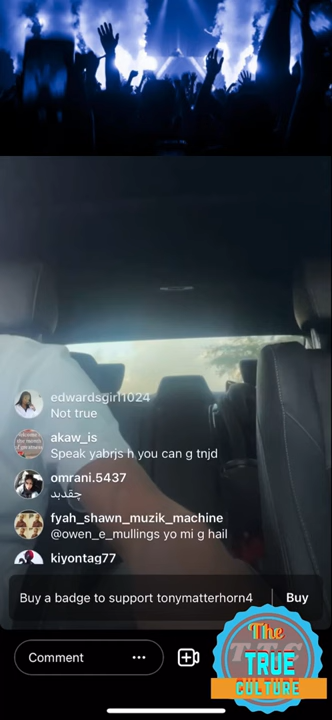 edwardsgirl1024
Not true
akaw_is
Speak yabrjs h you can g tnjd
omrani.5437
چقدبد
fyah_shawn_muzik_machine
@owen_e_mullings yo mi g hail
kiyontag77
Buy a badge to support tonymatterhorn4
Buy
Comment
The
TRUE
CULTURE